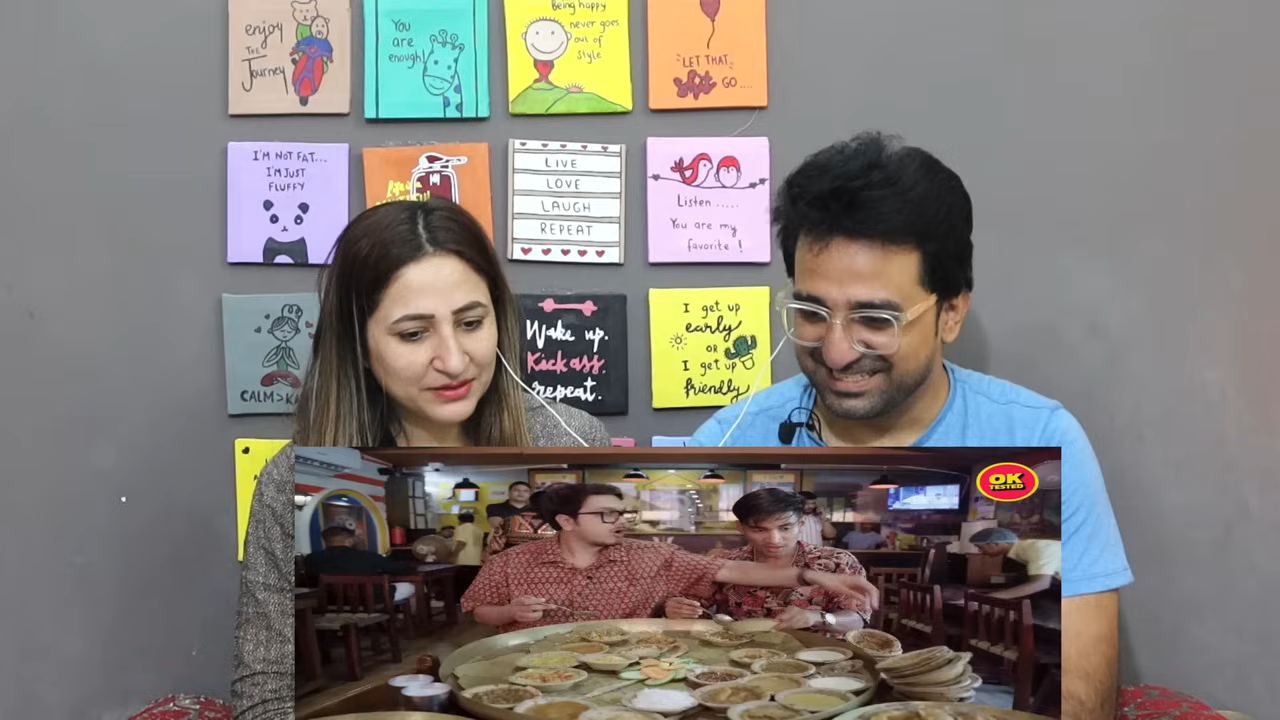 enjoy
THE
Journey
You
are
enough!
Being happy
never goes
out of
style
"LET THAT
GO ....
I'M NOT FAT...
I'M JUST
FLUFFY
LIVE
LOVE
LAUGH
REPEAT
Listen .....
You are my
favorite !
CALM>KA
Wake up.
Kick ass.
repeat.
I get up
early
OR
I get up
friendly
OK
TESTED